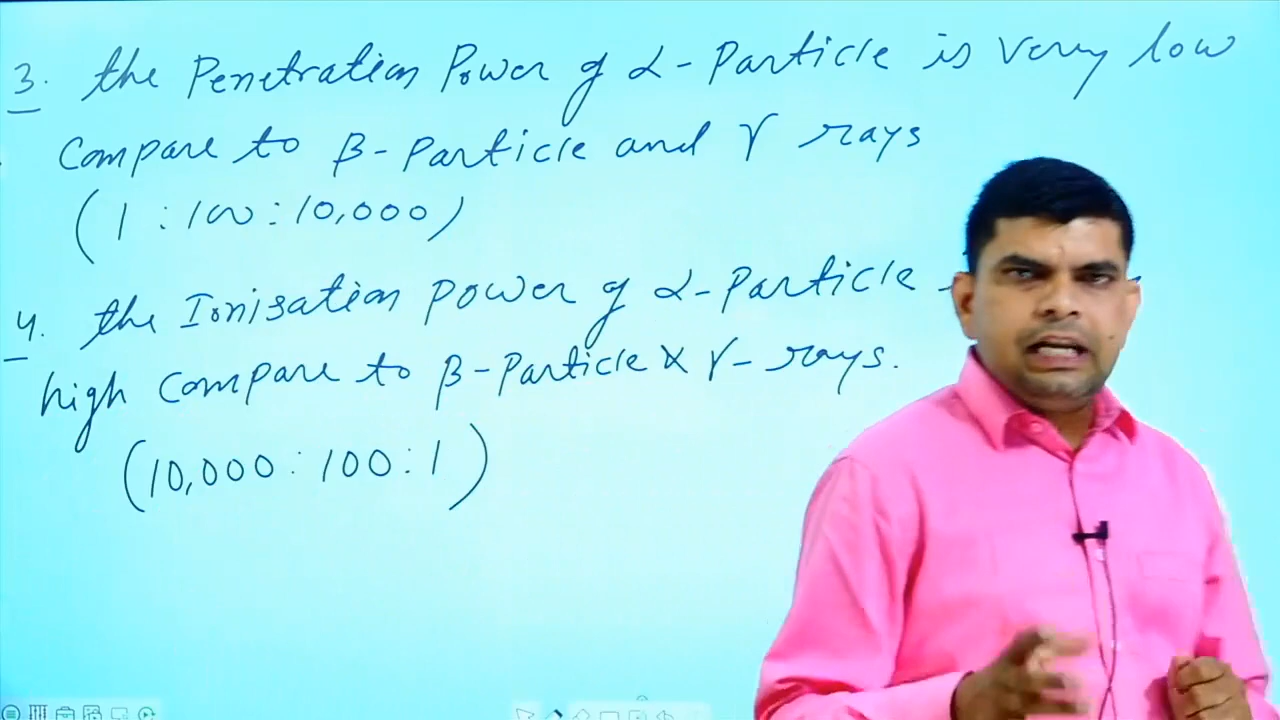 3. the Penetration Power of α-Particle is very low
compare to β-Particle and γ rays
(1 : 100 : 10,000)
4. the Ionisation power of α-Particle
high compare to β-Particle & γ-rays.
(10,000 : 100 : 1)